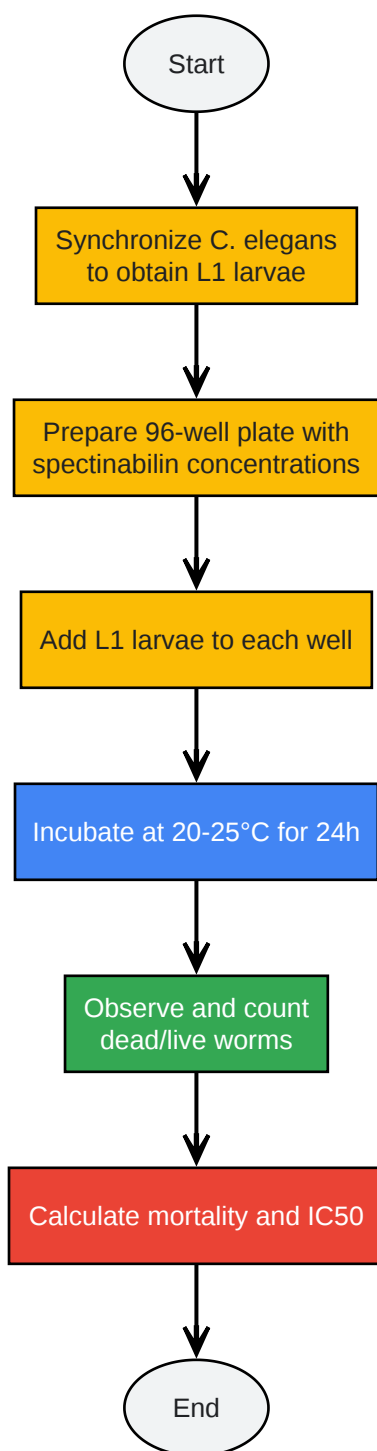 Start
Synchronize C. elegans
to obtain L1 larvae
Prepare 96-well plate with
spectinabilin concentrations
Add L1 larvae to each well
Incubate at 20-25°C for 24h
Observe and count
dead/live worms
Calculate mortality and IC50
End